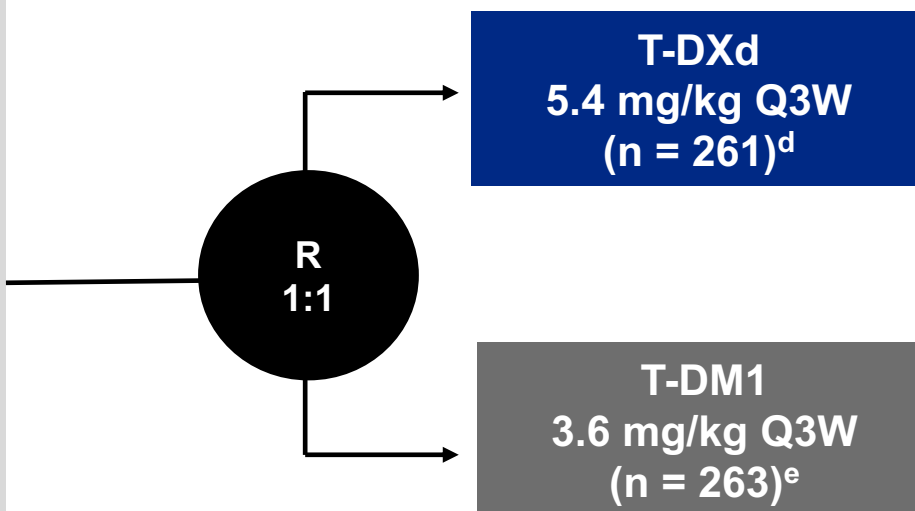 T-DXd
5.4 mg/kg Q3W
(n = 261)ᵈ
R
1:1
T-DM1
3.6 mg/kg Q3W
(n = 263)ᵉ